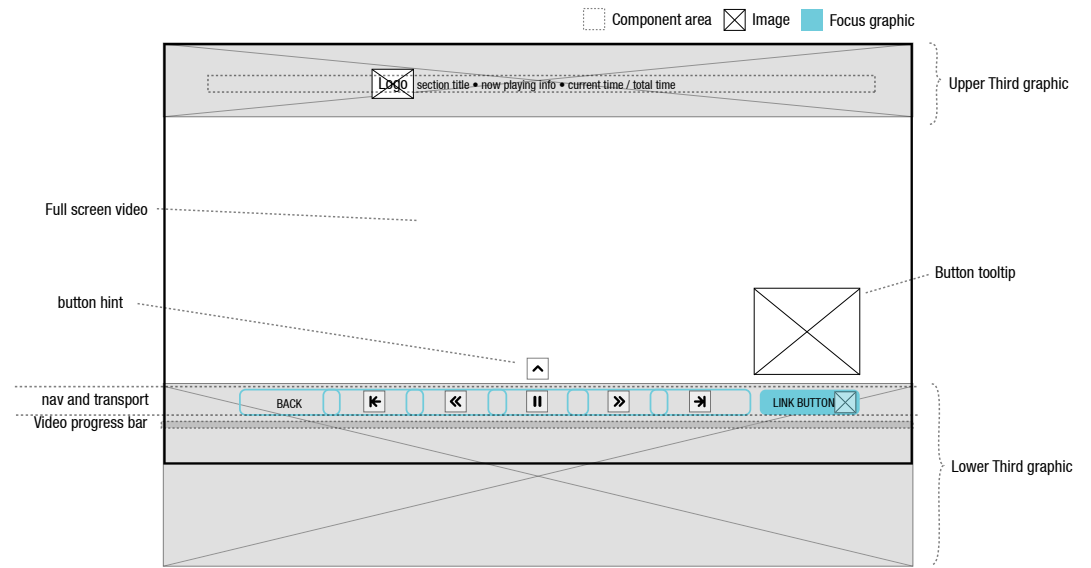 Component area
Image
Focus graphic
Logo section title • now playing info • current time / total time
Upper Third graphic
Full screen video
Button tooltip
button hint
nav and transport
BACK
LINK BUTTON
Video progress bar
Lower Third graphic